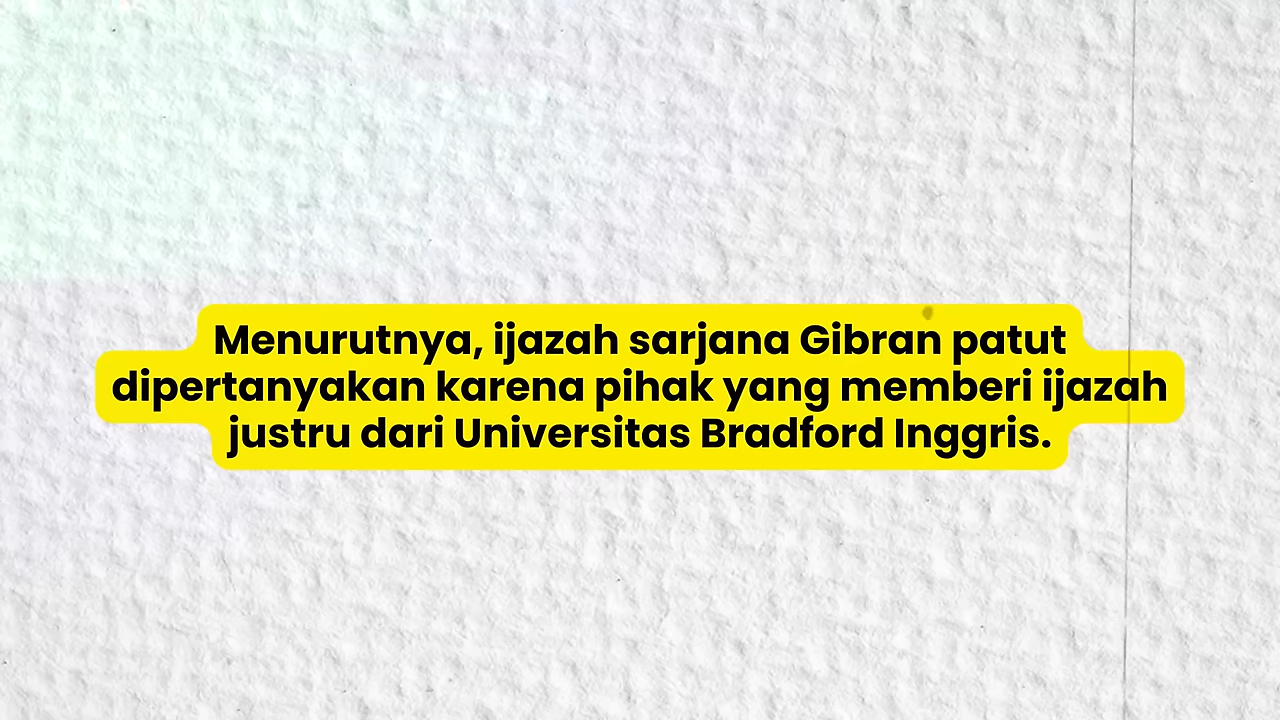 Menurutnya, ijazah sarjana Gibran patut
dipertanyakan karena pihak yang memberi ijazah
justru dari Universitas Bradford Inggris.